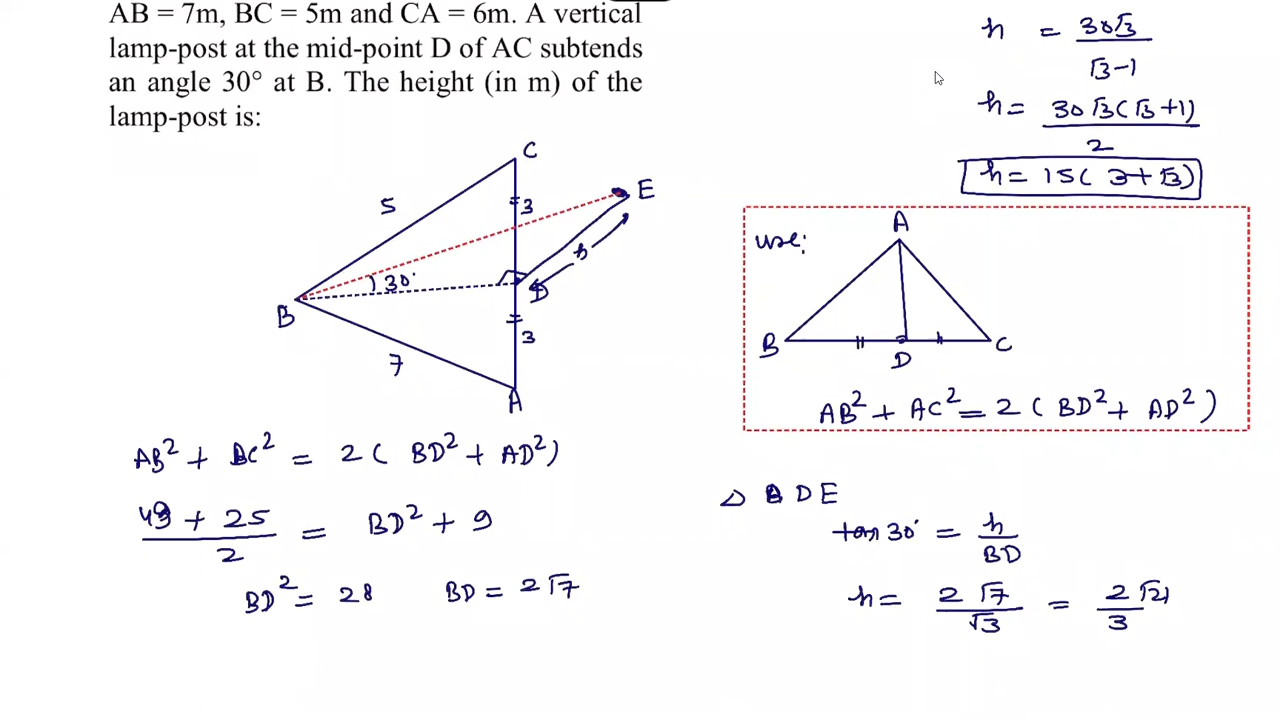 AB = 7m, BC = 5m and CA = 6m. A vertical
lamp-post at the mid-point D of AC subtends
an angle 30° at B. The height (in m) of the
lamp-post is:
C
E
5
3
h
30°
D
B
3
7
A
AB² + BC² = 2( BD² + AD²)
49 + 25 / 2 = BD² + 9
BD² = 28 BD = 2√7
h = 30√3 / √3-1
h = 30√3(√3+1) / 2
h = 15( 3+√3)
use:
A
B
D
C
AB² + AC² = 2( BD² + AD²)
△ BDE
tan 30° = h / BD
h = 2√7 / √3 = 2√21 / 3